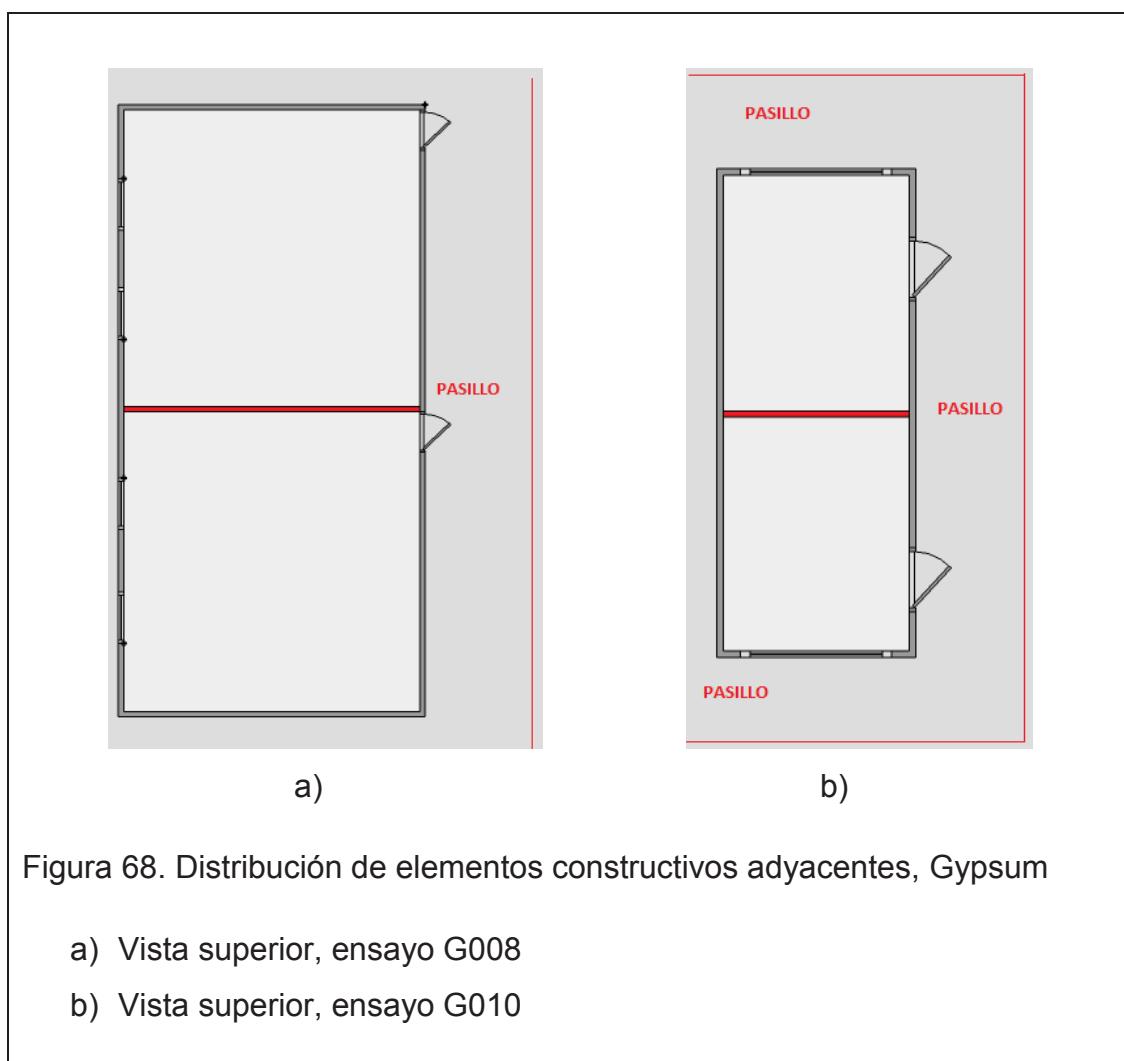 PASILLO
PASILLO
PASILLO
PASILLO
a)
b)
Figura 68. Distribución de elementos constructivos adyacentes, Gypsum
a) Vista superior, ensayo G008
b) Vista superior, ensayo G010